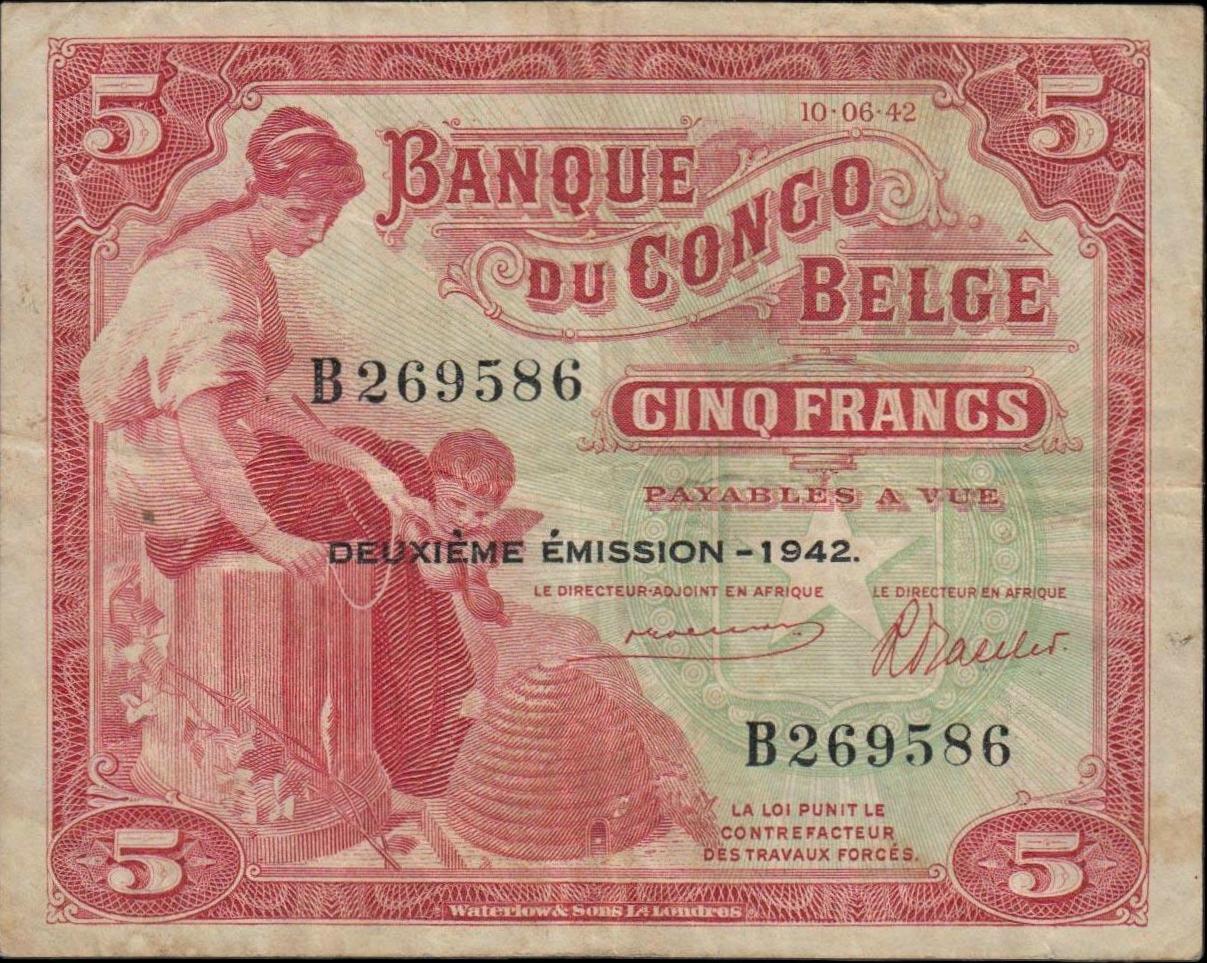 5
5
10·06·42
BANQUE
DU CONGO
BELGE
B269586
CINQ FRANCS
PAYABLES A VUE
DEUXIÈME ÉMISSION - 1942.
LE DIRECTEUR-ADJOINT EN AFRIQUE
LE DIRECTEUR EN AFRIQUE
B269586
LA LOI PUNIT LE
CONTREFACTEUR
DES TRAVAUX FORCÉS.
5
5
Waterlow & Sons Ld Londres